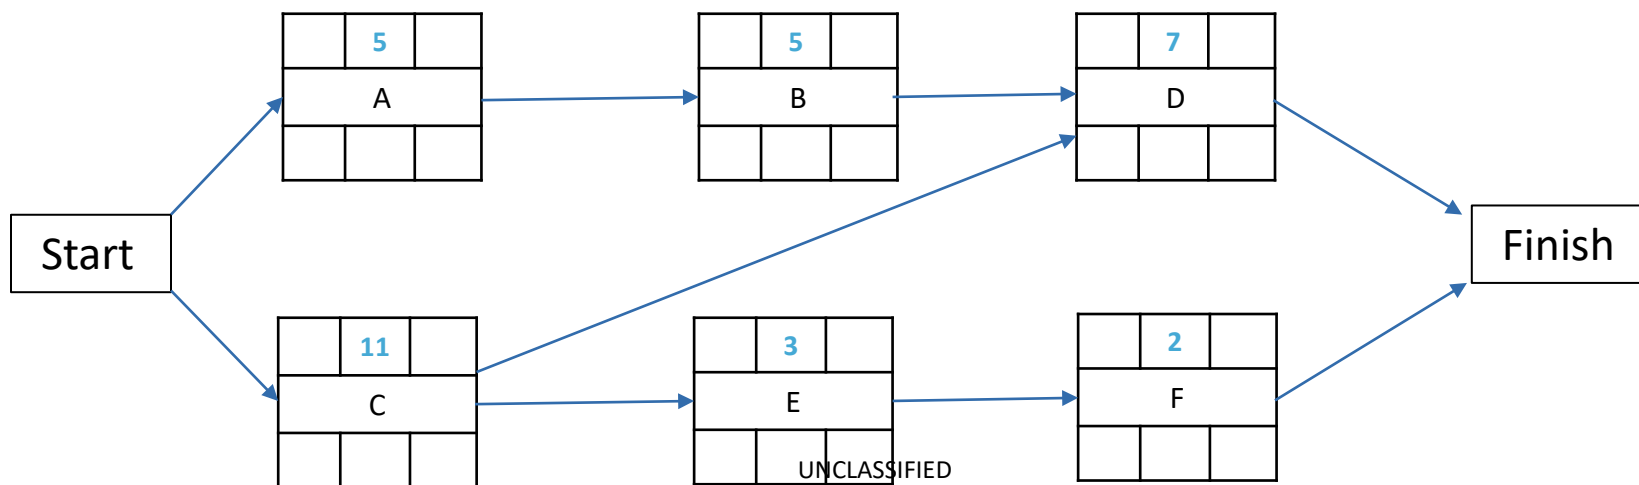 5 5 7
A B D
Start Finish
11 3 2
C E F
UNCLASSIFIED